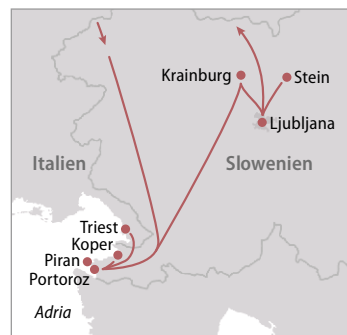 Krainburg
Stein
Ljubljana
Italien
Slowenien
Triest
Koper
Piran
Portoroz
Adria